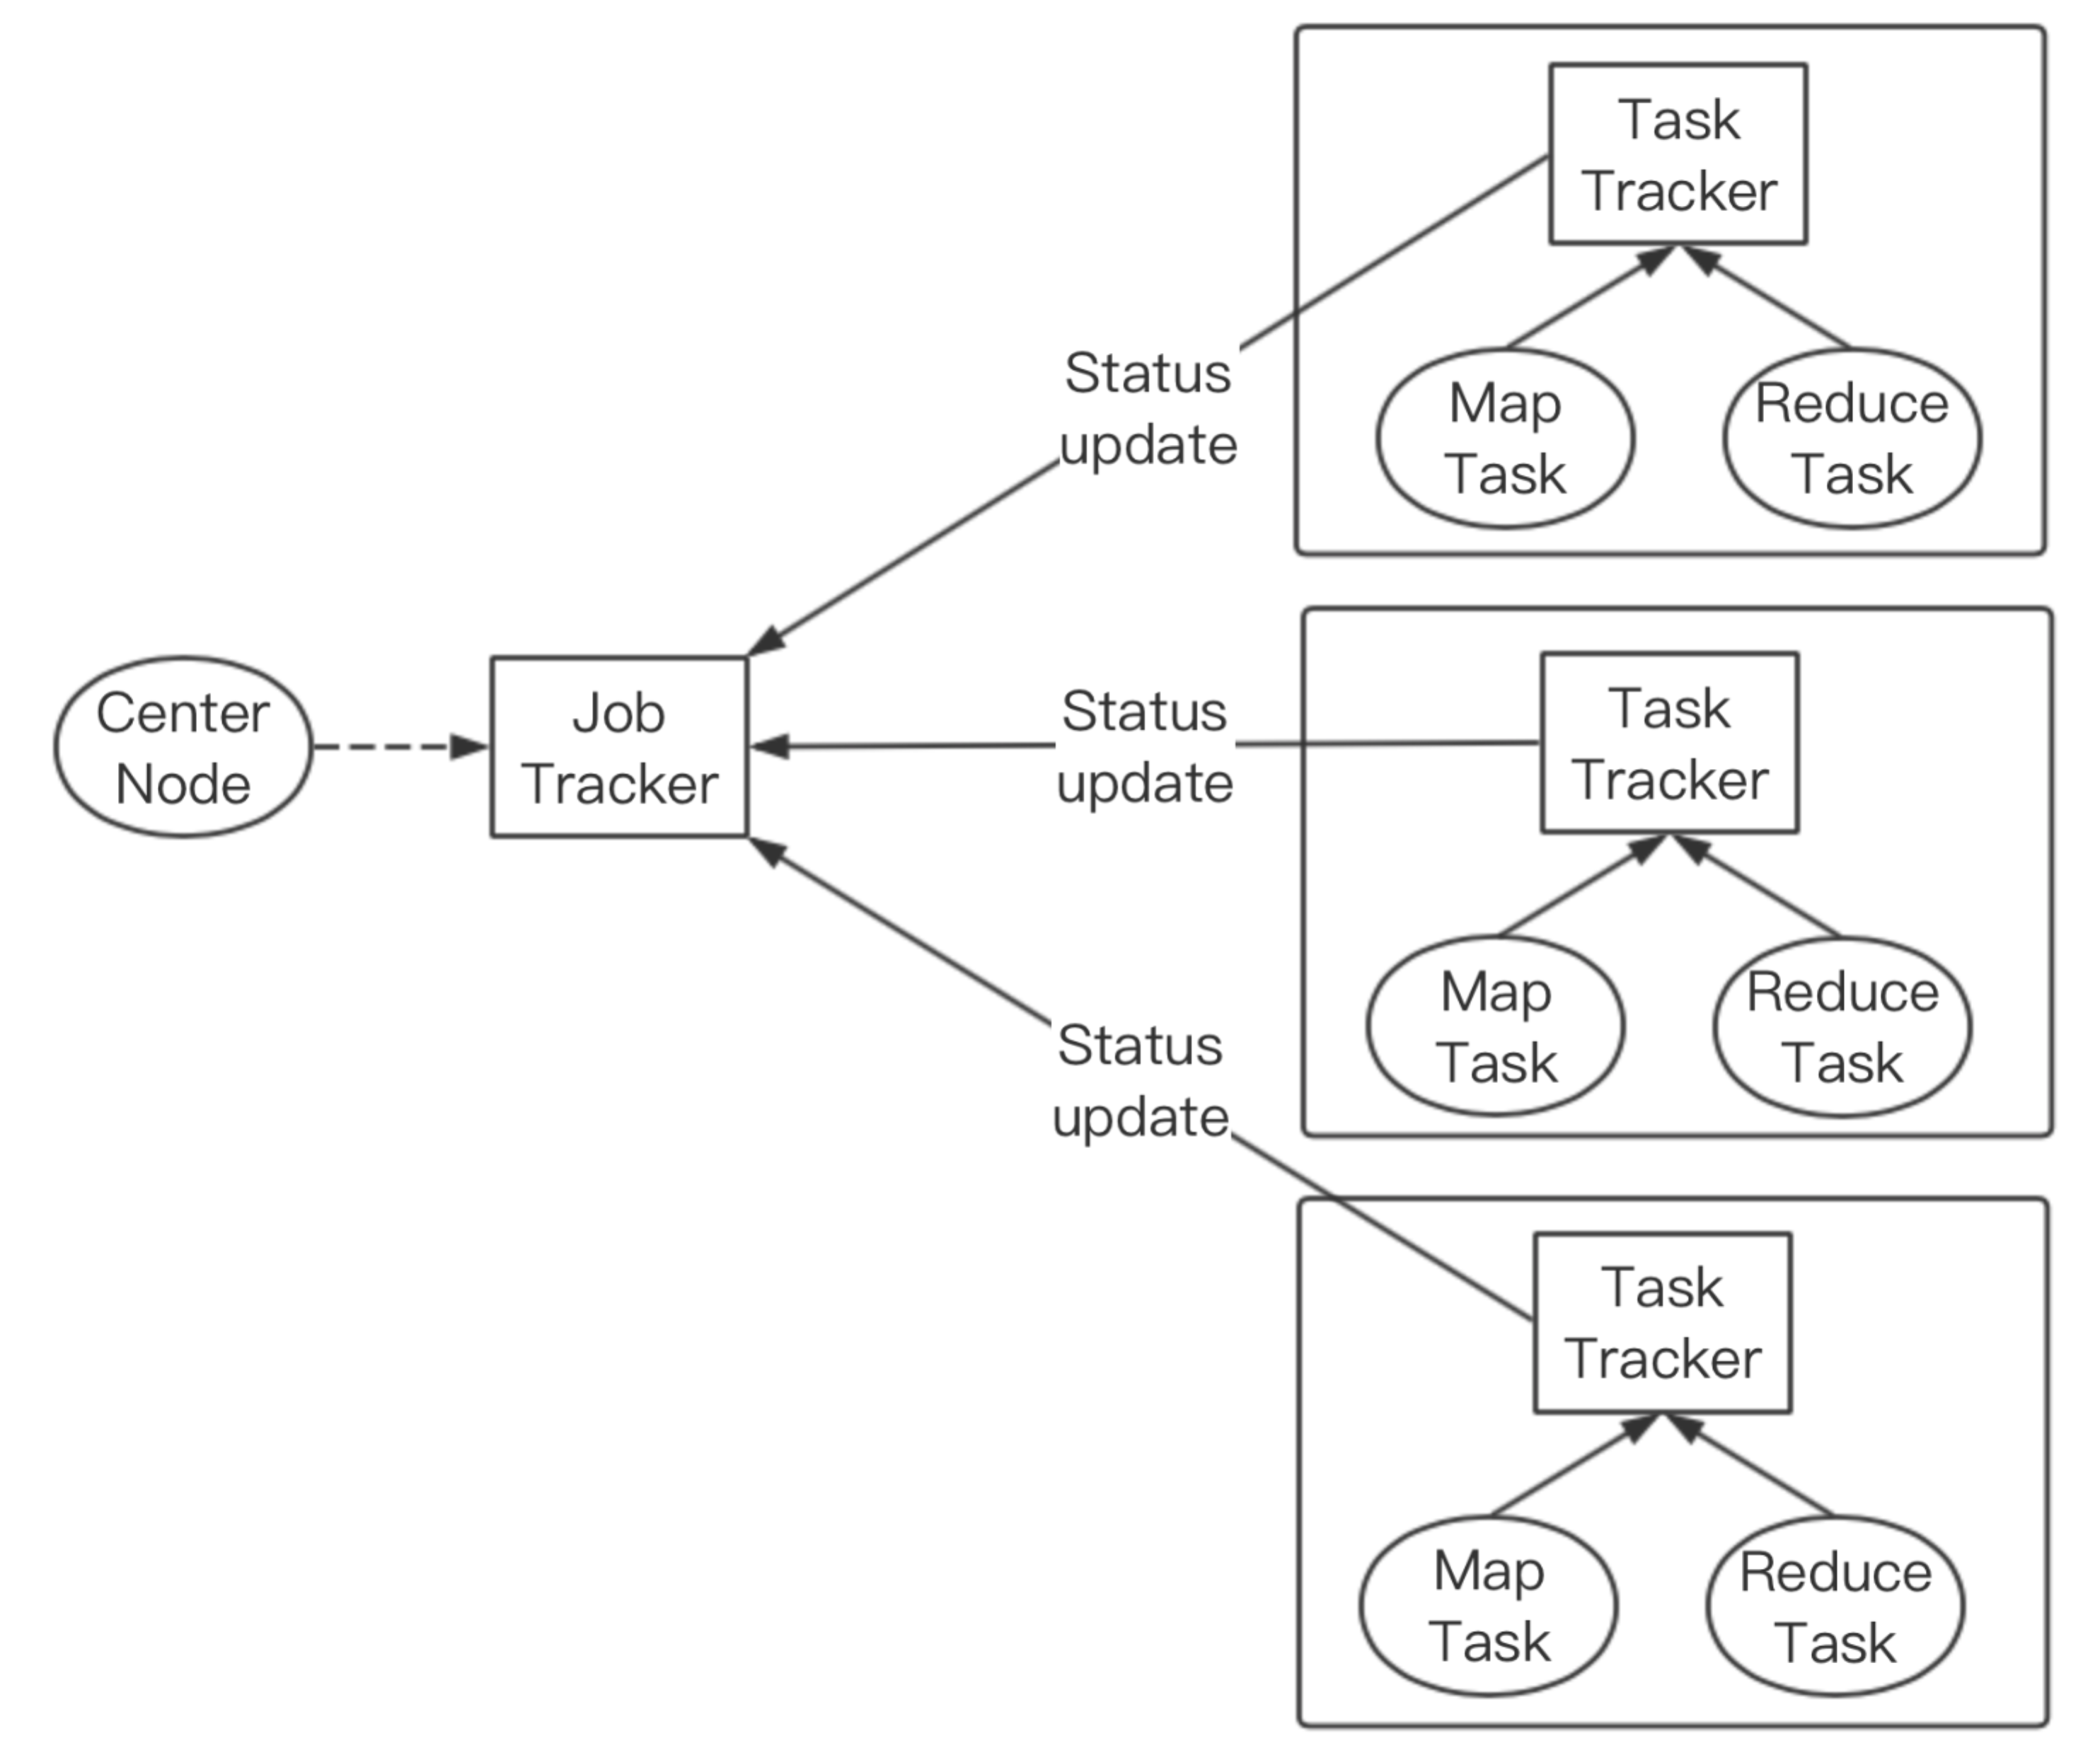 Task
Tracker
Map
Task
Reduce
Task
Status
update
Center
Node
Job
Tracker
Status
update
Task
Tracker
Map
Task
Reduce
Task
Status
update
Task
Tracker
Map
Task
Reduce
Task